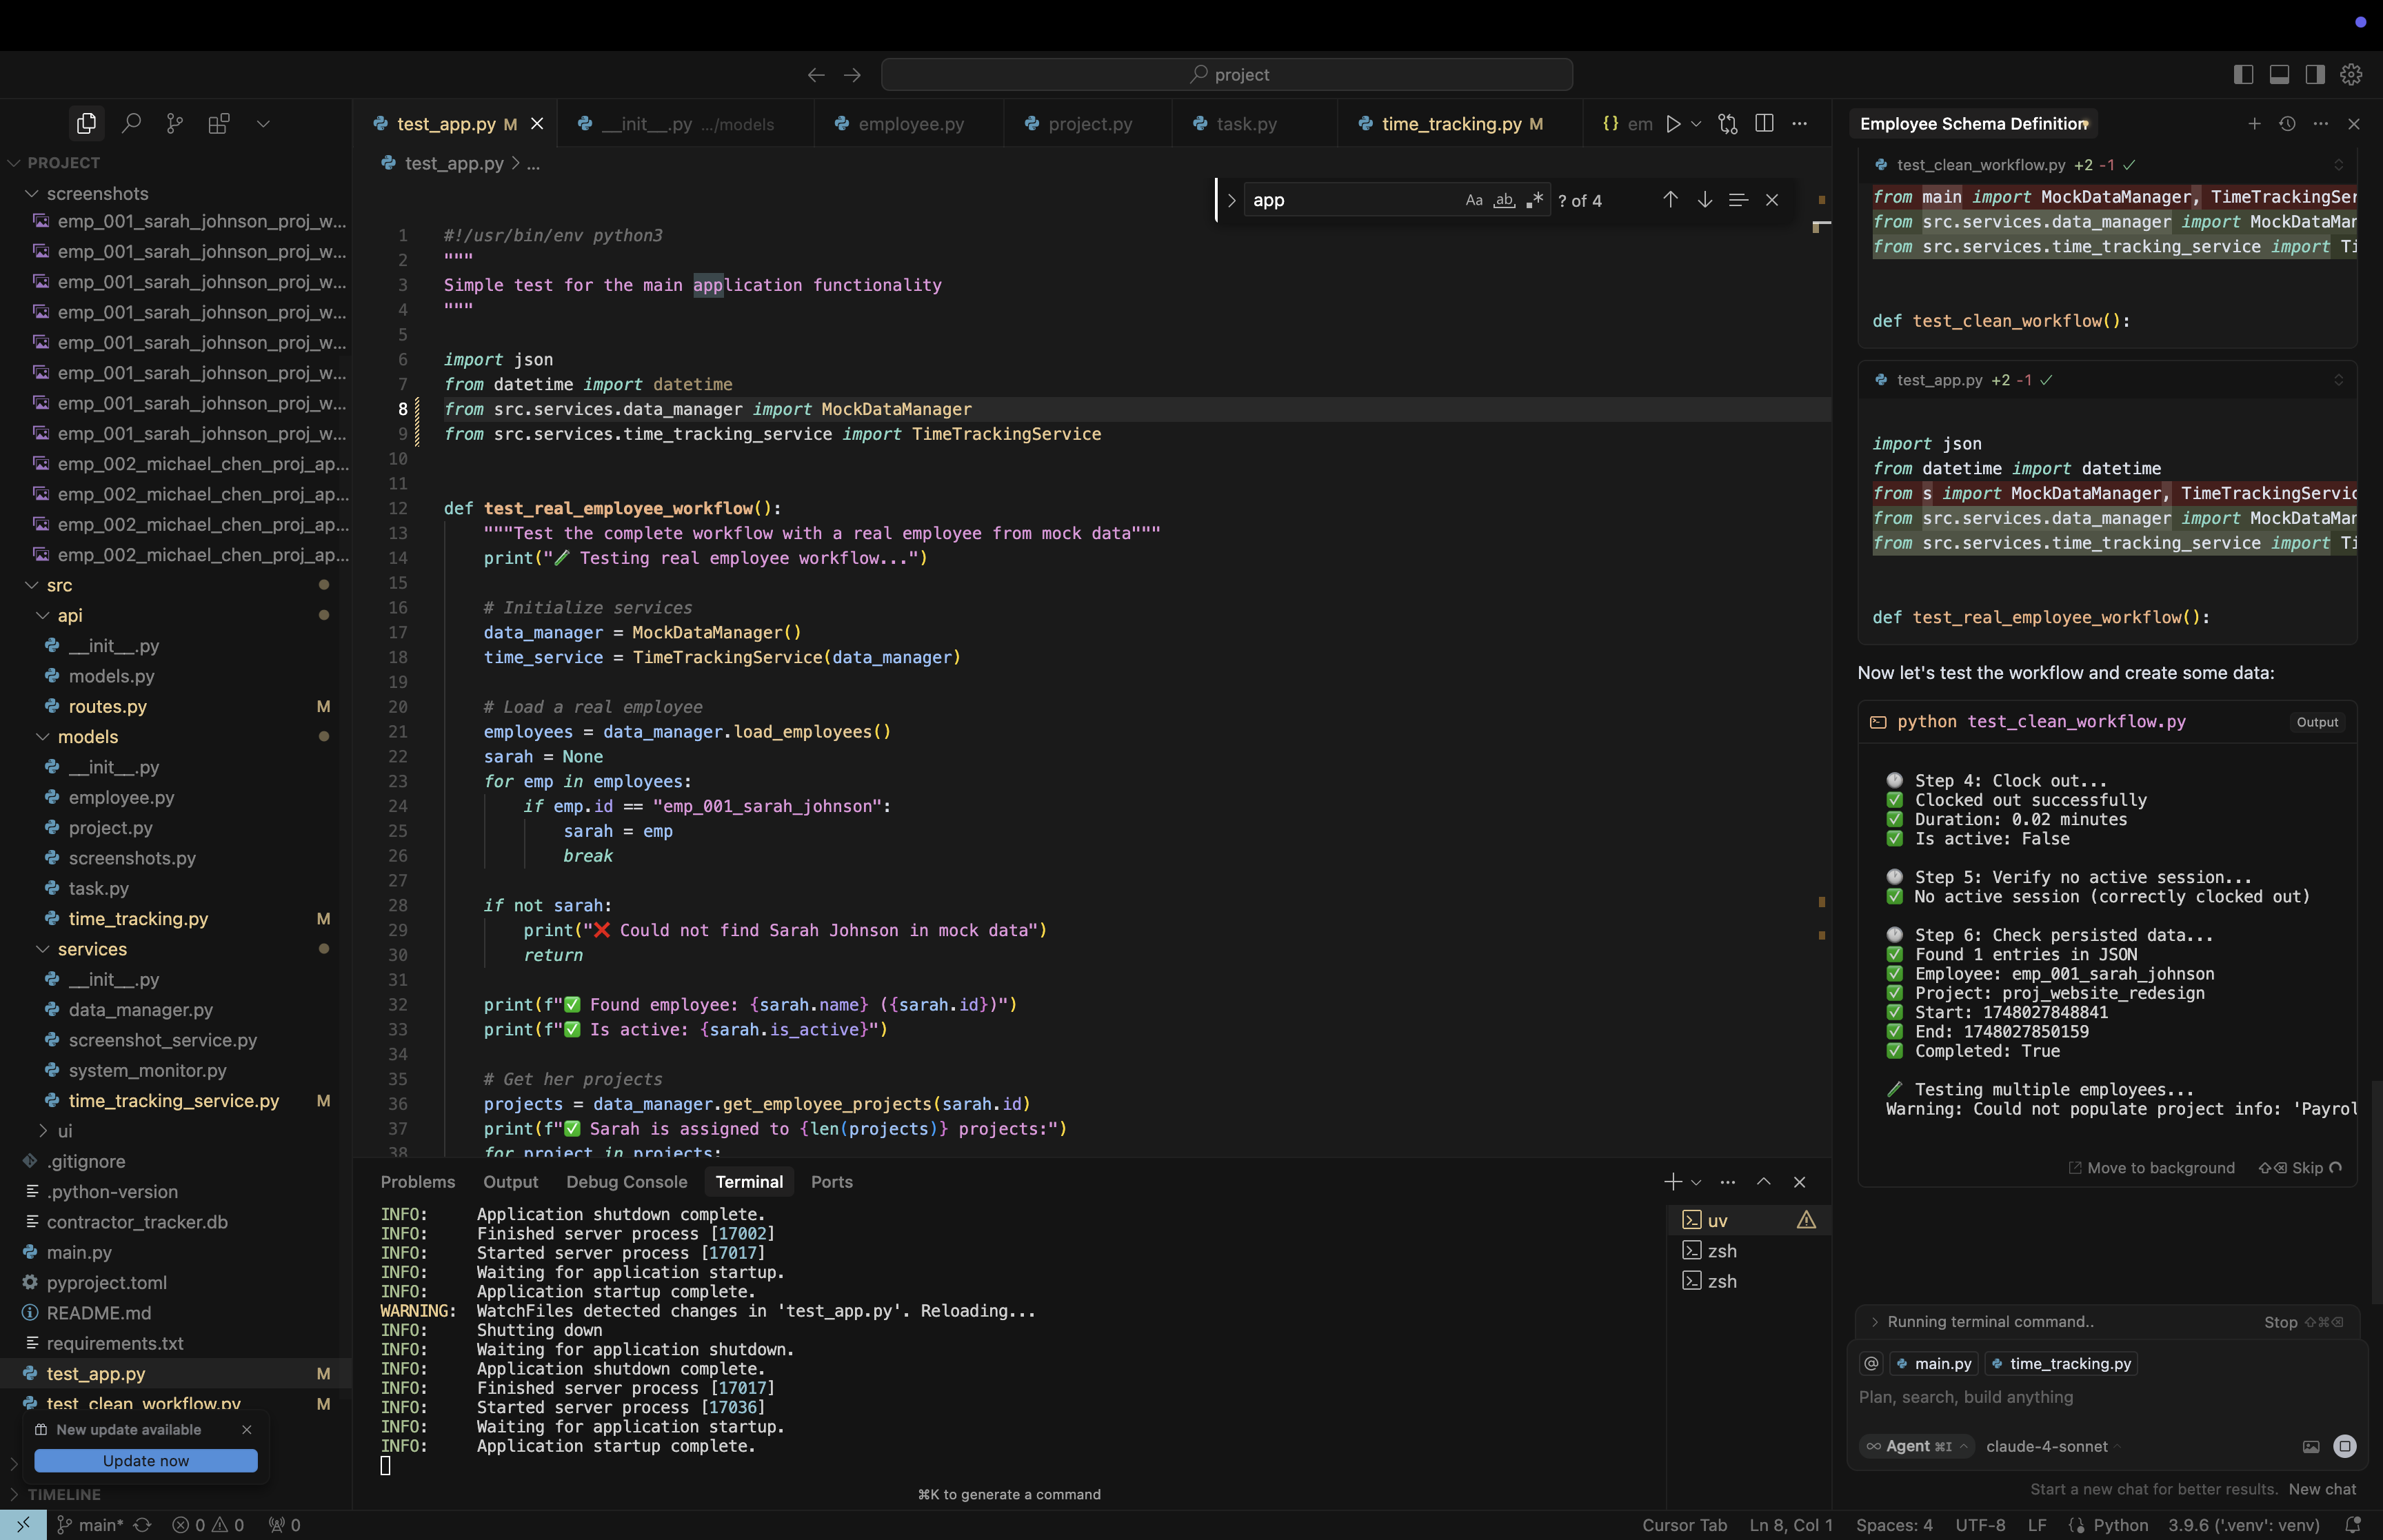 project
PROJECT
screenshots
emp_001_sarah_johnson_proj_w...
emp_001_sarah_johnson_proj_w...
emp_001_sarah_johnson_proj_w...
emp_001_sarah_johnson_proj_w...
emp_001_sarah_johnson_proj_w...
emp_001_sarah_johnson_proj_w...
emp_001_sarah_johnson_proj_w...
emp_001_sarah_johnson_proj_w...
emp_002_michael_chen_proj_ap...
emp_002_michael_chen_proj_ap...
emp_002_michael_chen_proj_ap...
emp_002_michael_chen_proj_ap...
src
api
__init__.py
models.py
routes.py M
models
__init__.py
employee.py
project.py
screenshots.py
task.py
time_tracking.py M
services
__init__.py
data_manager.py
screenshot_service.py
system_monitor.py
time_tracking_service.py M
ui
.gitignore
.python-version
contractor_tracker.db
main.py
pyproject.toml
README.md
requirements.txt
test_app.py M
test_clean_workflow.py M
New update available
Update now
TIMELINE
test_app.py M
__init__.py .../models
employee.py
project.py
task.py
time_tracking.py M
{} em
test_app.py > ...
app Aa ab .* ? of 4
1 #!/usr/bin/env python3
2 """
3 Simple test for the main application functionality
4 """
5
6 import json
7 from datetime import datetime
8 from src.services.data_manager import MockDataManager
9 from src.services.time_tracking_service import TimeTrackingService
10
11
12 def test_real_employee_workflow():
13 """Test the complete workflow with a real employee from mock data"""
14 print("🧪 Testing real employee workflow...")
15
16 # Initialize services
17 data_manager = MockDataManager()
18 time_service = TimeTrackingService(data_manager)
19
20 # Load a real employee
21 employees = data_manager.load_employees()
22 sarah = None
23 for emp in employees:
24 if emp.id == "emp_001_sarah_johnson":
25 sarah = emp
26 break
27
28 if not sarah:
29 print("❌ Could not find Sarah Johnson in mock data")
30 return
31
32 print(f"✅ Found employee: {sarah.name} ({sarah.id})")
33 print(f"✅ Is active: {sarah.is_active}")
34
35 # Get her projects
36 projects = data_manager.get_employee_projects(sarah.id)
37 print(f"✅ Sarah is assigned to {len(projects)} projects:")
38 for project in projects:
Problems Output Debug Console Terminal Ports
INFO: Application shutdown complete.
INFO: Finished server process [17002]
INFO: Started server process [17017]
INFO: Waiting for application startup.
INFO: Application startup complete.
WARNING: WatchFiles detected changes in 'test_app.py'. Reloading...
INFO: Shutting down
INFO: Waiting for application shutdown.
INFO: Application shutdown complete.
INFO: Finished server process [17017]
INFO: Started server process [17036]
INFO: Waiting for application startup.
INFO: Application startup complete.
uv
zsh
zsh
⌘K to generate a command
Employee Schema Definition
test_clean_workflow.py +2 -1 ✓
from main import MockDataManager, TimeTrackingSer
from src.services.data_manager import MockDataMar
from src.services.time_tracking_service import Ti
def test_clean_workflow():
test_app.py +2 -1 ✓
import json
from datetime import datetime
from s import MockDataManager, TimeTrackingServic
from src.services.data_manager import MockDataMar
from src.services.time_tracking_service import Ti
def test_real_employee_workflow():
Now let's test the workflow and create some data:
python test_clean_workflow.py Output
🕐 Step 4: Clock out...
✅ Clocked out successfully
✅ Duration: 0.02 minutes
✅ Is active: False
🕐 Step 5: Verify no active session...
✅ No active session (correctly clocked out)
🕐 Step 6: Check persisted data...
✅ Found 1 entries in JSON
✅ Employee: emp_001_sarah_johnson
✅ Project: proj_website_redesign
✅ Start: 1748027848841
✅ End: 1748027850159
✅ Completed: True
🧪 Testing multiple employees...
Warning: Could not populate project info: 'Payrol
Move to background ⇧⌫ Skip
Running terminal command.. Stop ⇧⌘⌫
@ main.py time_tracking.py
Plan, search, build anything
∞ Agent ⌘I claude-4-sonnet
Start a new chat for better results. New chat
main* 0 0 0
Cursor Tab Ln 8, Col 1 Spaces: 4 UTF-8 LF Python 3.9.6 ('.venv': venv)